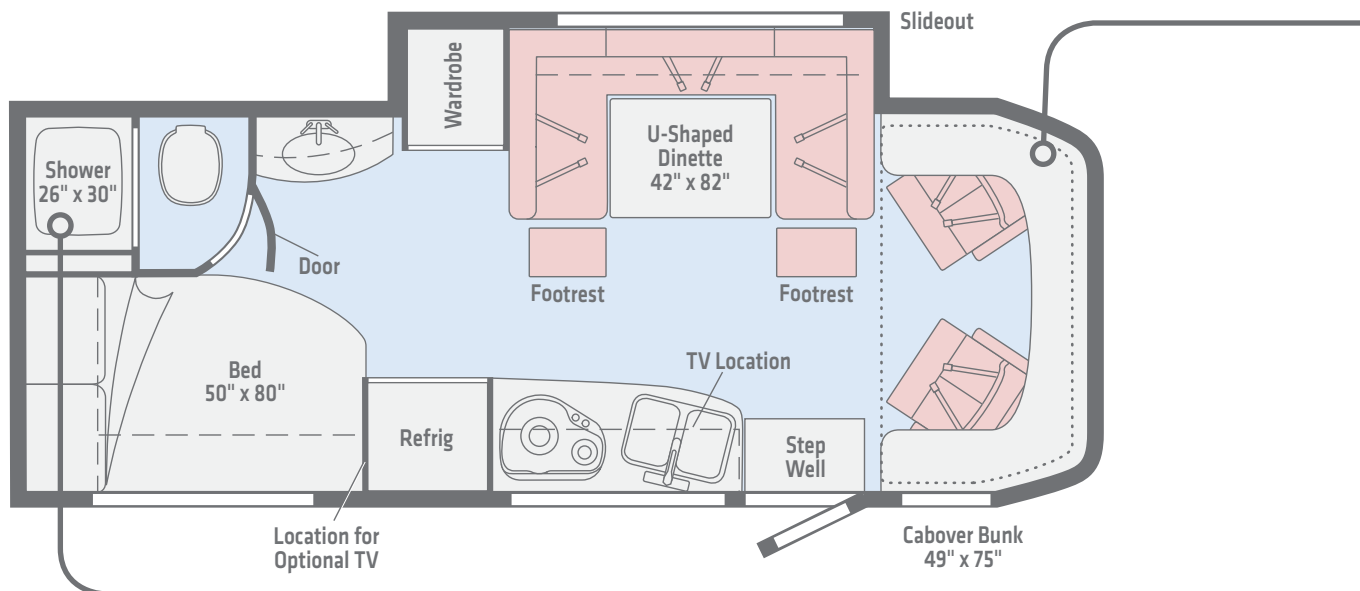 Slideout
Wardrobe
U-Shaped
Dinette
42" x 82"
Shower
26" x 30"
Door
Footrest
Footrest
TV Location
Bed
50" x 80"
Refrig
Step
Well
Location for
Optional TV
Cabover Bunk
49" x 75"